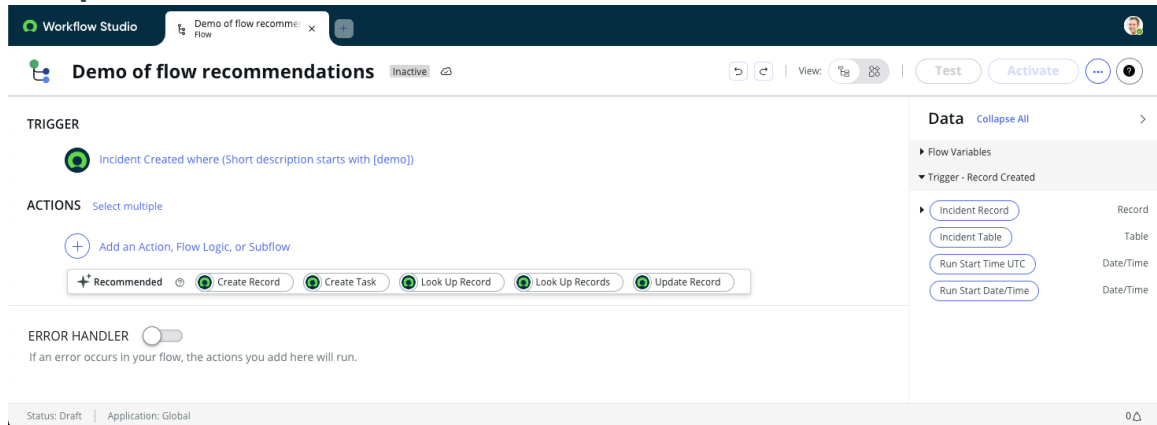 Workflow Studio
Demo of flow recomme
Flow
Demo of flow recommendations Inactive
View: Test Activate
TRIGGER
Incident Created where (Short description starts with [demo])
ACTIONS Select multiple
Add an Action, Flow Logic, or Subflow
Recommended Create Record Create Task Look Up Record Look Up Records Update Record
ERROR HANDLER
If an error occurs in your flow, the actions you add here will run.
Data Collapse All
Flow Variables
Trigger - Record Created
Incident Record Record
Incident Table Table
Run Start Time UTC Date/Time
Run Start Date/Time Date/Time
Status: Draft | Application: Global
0